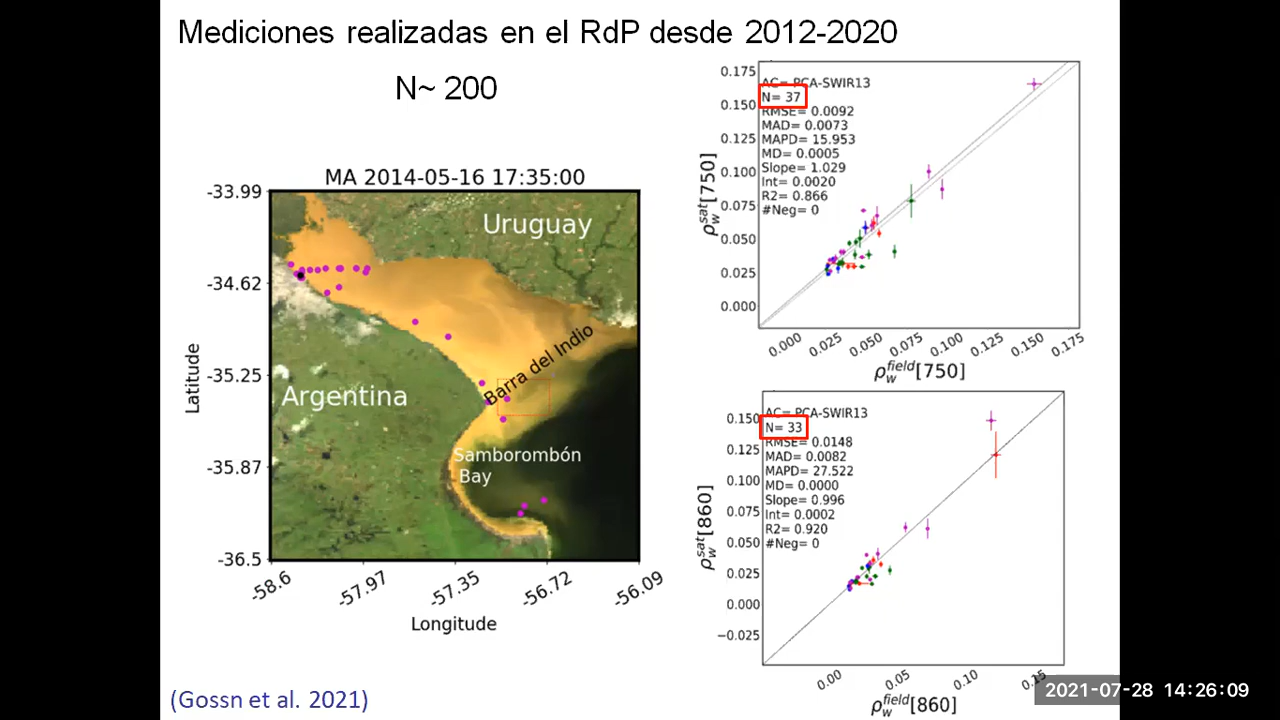 Mediciones realizadas en el RdP desde 2012-2020
N~ 200
MA 2014-05-16 17:35:00
-33.99
-34.62
-35.25
-35.87
-36.5
Latitude
Uruguay
Argentina
Barra del Indio
Samborombón
Bay
-58.6
-57.97
-57.35
-56.72
-56.09
Longitude
(Gossn et al. 2021)
0.175
0.150
0.125
0.100
0.075
0.050
0.025
0.000
ρ_w^sat[750]
AC= PCA-SWIR13
N= 37
RMSE= 0.0092
MAD= 0.0073
MAPD= 15.953
MD= 0.0005
Slope= 1.029
Int= 0.0020
R2= 0.866
#Neg= 0
0.000
0.025
0.050
0.075
0.100
0.125
0.150
0.175
ρ_w^field[750]
0.150
0.125
0.100
0.075
0.050
0.025
0.000
−0.025
ρ_w^sat[860]
AC= PCA-SWIR13
N= 33
RMSE= 0.0148
MAD= 0.0082
MAPD= 27.522
MD= 0.0000
Slope= 0.996
Int= 0.0002
R2= 0.920
#Neg= 0
0.00
0.05
0.10
0.15
ρ_w^field[860]
2021-07-28 14:26:09